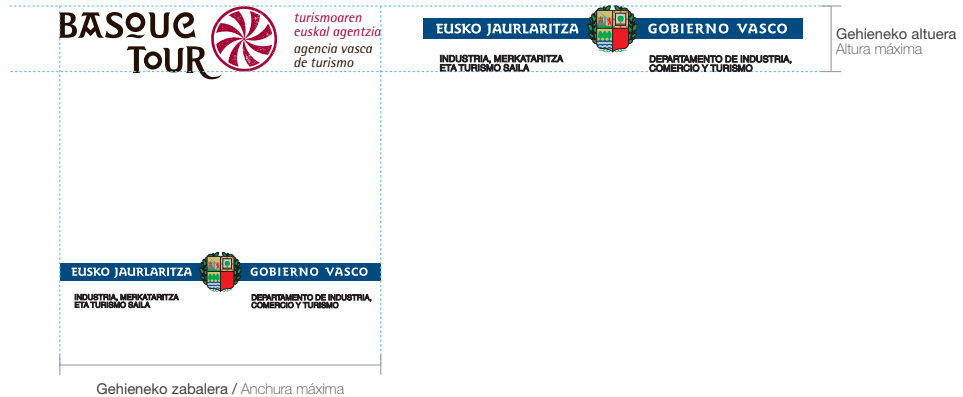 BASQUE
TOUR
turismoaren
euskal agentzia
agencia vasca
de turismo
EUSKO JAURLARITZA
GOBIERNO VASCO
INDUSTRIA, MERKATARITZA
ETA TURISMO SAILA
DEPARTAMENTO DE INDUSTRIA,
COMERCIO Y TURISMO
Gehieneko altuera
Altura máxima
EUSKO JAURLARITZA
GOBIERNO VASCO
INDUSTRIA, MERKATARITZA
ETA TURISMO SAILA
DEPARTAMENTO DE INDUSTRIA,
COMERCIO Y TURISMO
Gehieneko zabalera / Anchura máxima